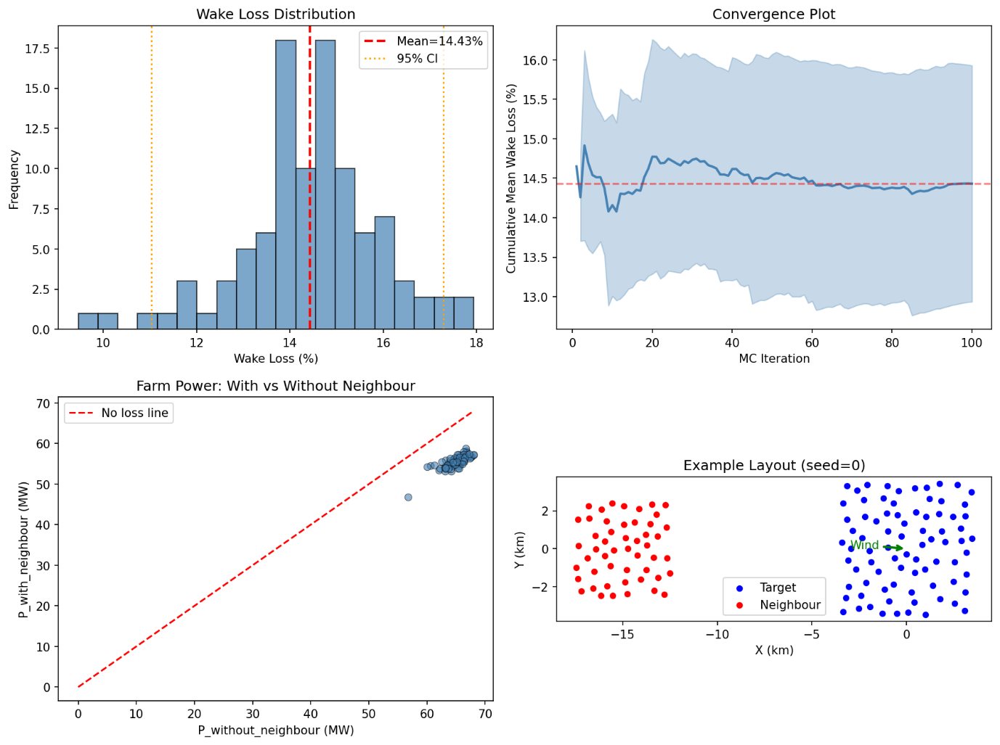 Wake Loss Distribution
Frequency
17.5
15.0
12.5
10.0
7.5
5.0
2.5
0.0
10
12
14
16
18
Wake Loss (%)
Mean=14.43%
95% CI
Convergence Plot
Cumulative Mean Wake Loss (%)
16.0
15.5
15.0
14.5
14.0
13.5
13.0
0
20
40
60
80
100
MC Iteration
Farm Power: With vs Without Neighbour
P_with_neighbour (MW)
70
60
50
40
30
20
10
0
0
10
20
30
40
50
60
70
P_without_neighbour (MW)
No loss line
Example Layout (seed=0)
Y (km)
2
0
−2
−15
−10
−5
0
X (km)
Wind
Target
Neighbour